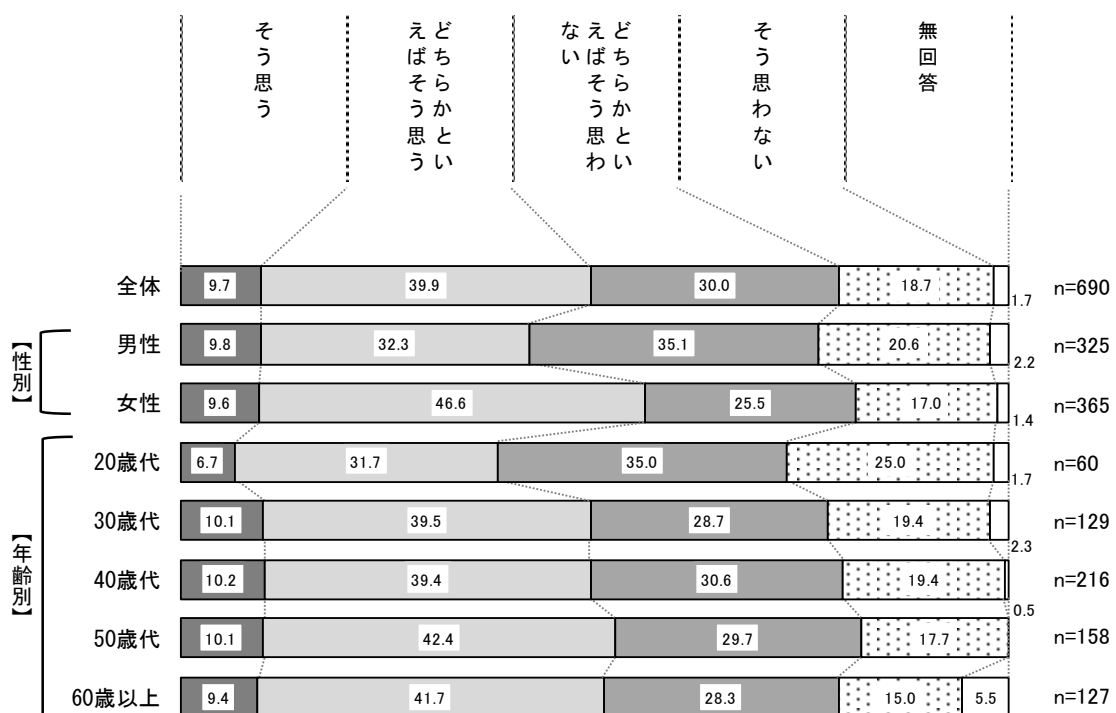 そう思う
どちらかとい
えばそう思う
どちらかとい
えばそう思わ
ない
そう思わない
無回答
全体 9.7 39.9 30.0 18.7 1.7 n=690
【性別】
男性 9.8 32.3 35.1 20.6 2.2 n=325
女性 9.6 46.6 25.5 17.0 1.4 n=365
【年齢別】
20歳代 6.7 31.7 35.0 25.0 1.7 n=60
30歳代 10.1 39.5 28.7 19.4 2.3 n=129
40歳代 10.2 39.4 30.6 19.4 0.5 n=216
50歳代 10.1 42.4 29.7 17.7 n=158
60歳以上 9.4 41.7 28.3 15.0 5.5 n=127